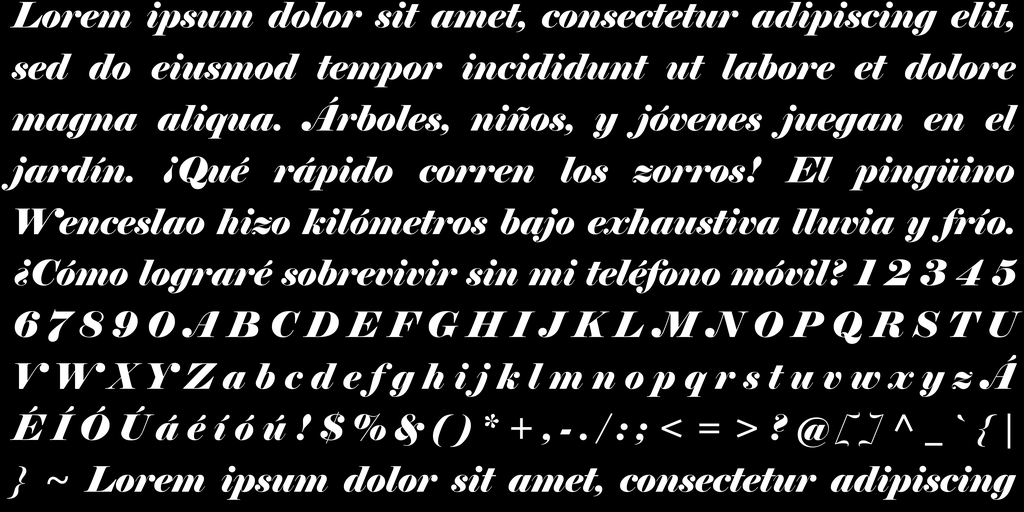 Lorem ipsum dolor sit amet, consectetur adipiscing elit,
sed do eiusmod tempor incididunt ut labore et dolore
magna aliqua. Árboles, niños, y jóvenes juegan en el
jardín. ¡Qué rápido corren los zorros! El pingüino
Wenceslao hizo kilómetros bajo exhaustiva lluvia y frío.
¿Cómo lograré sobrevivir sin mi teléfono móvil? 1 2 3 4 5
6 7 8 9 0 A B C D E F G H I J K L M N O P Q R S T U
V W X Y Z a b c d e f g h i j k l m n o p q r s t u v w x y z Á
É Í Ó Ú á é í ó ú ! $ % & ( ) * + , - . / : ; < = > ? @ [ ] ^ _ ` { |
} ~ Lorem ipsum dolor sit amet, consectetur adipiscing